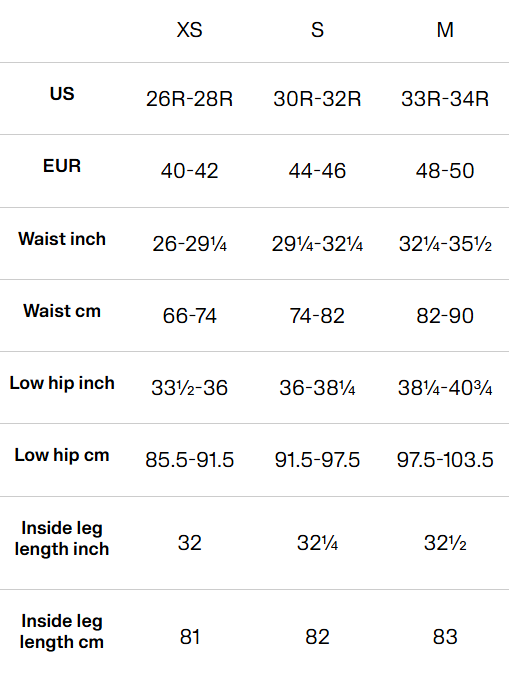 XS S M
US 26R-28R 30R-32R 33R-34R
EUR 40-42 44-46 48-50
Waist inch 26-29¼ 29¼-32¼ 32¼-35½
Waist cm 66-74 74-82 82-90
Low hip inch 33½-36 36-38¼ 38¼-40¾
Low hip cm 85.5-91.5 91.5-97.5 97.5-103.5
Inside leg
length inch 32 32¼ 32½
Inside leg
length cm 81 82 83